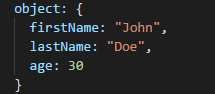 object: {
  firstName: "John",
  lastName: "Doe",
  age: 30
}